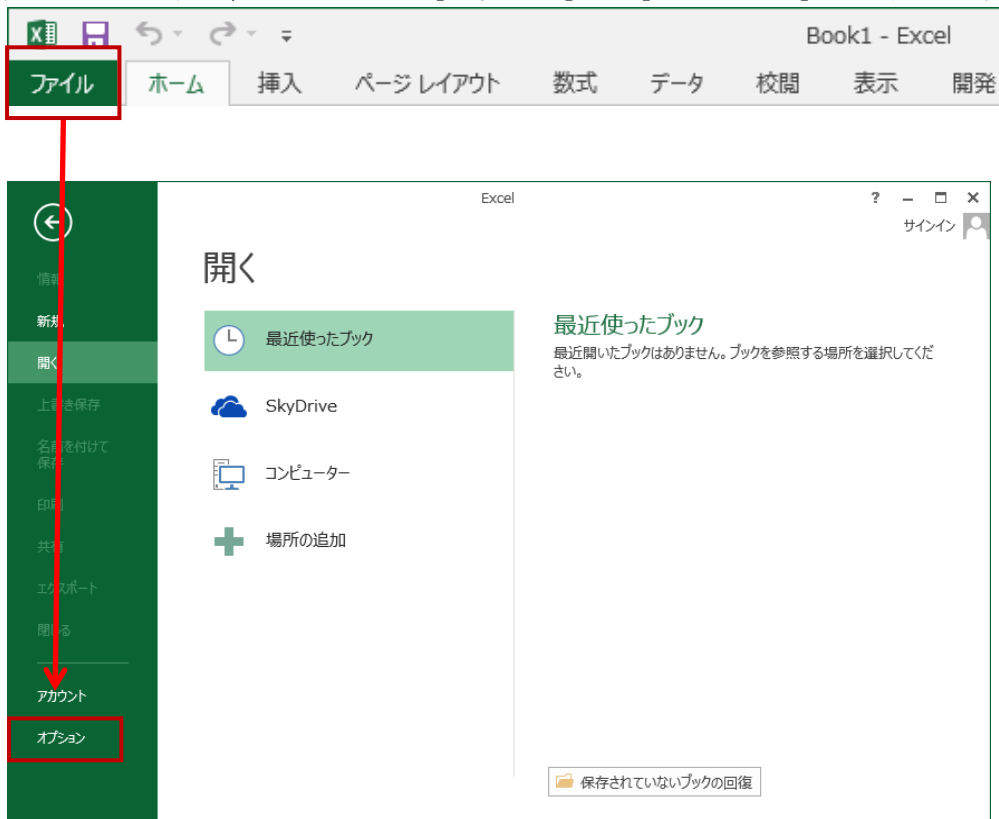 Book1 - Excel
ファイル ホーム 挿入 ページ レイアウト 数式 データ 校閲 表示 開発
Excel
?
サインイン
開く
情報
新規
開く
上書き保存
名前を付けて
保存
印刷
共有
エクスポート
閉じる
アカウント
オプション
最近使ったブック
SkyDrive
コンピューター
場所の追加
最近使ったブック
最近開いたブックはありません。ブックを参照する場所を選択してくだ
さい。
保存されていないブックの回復